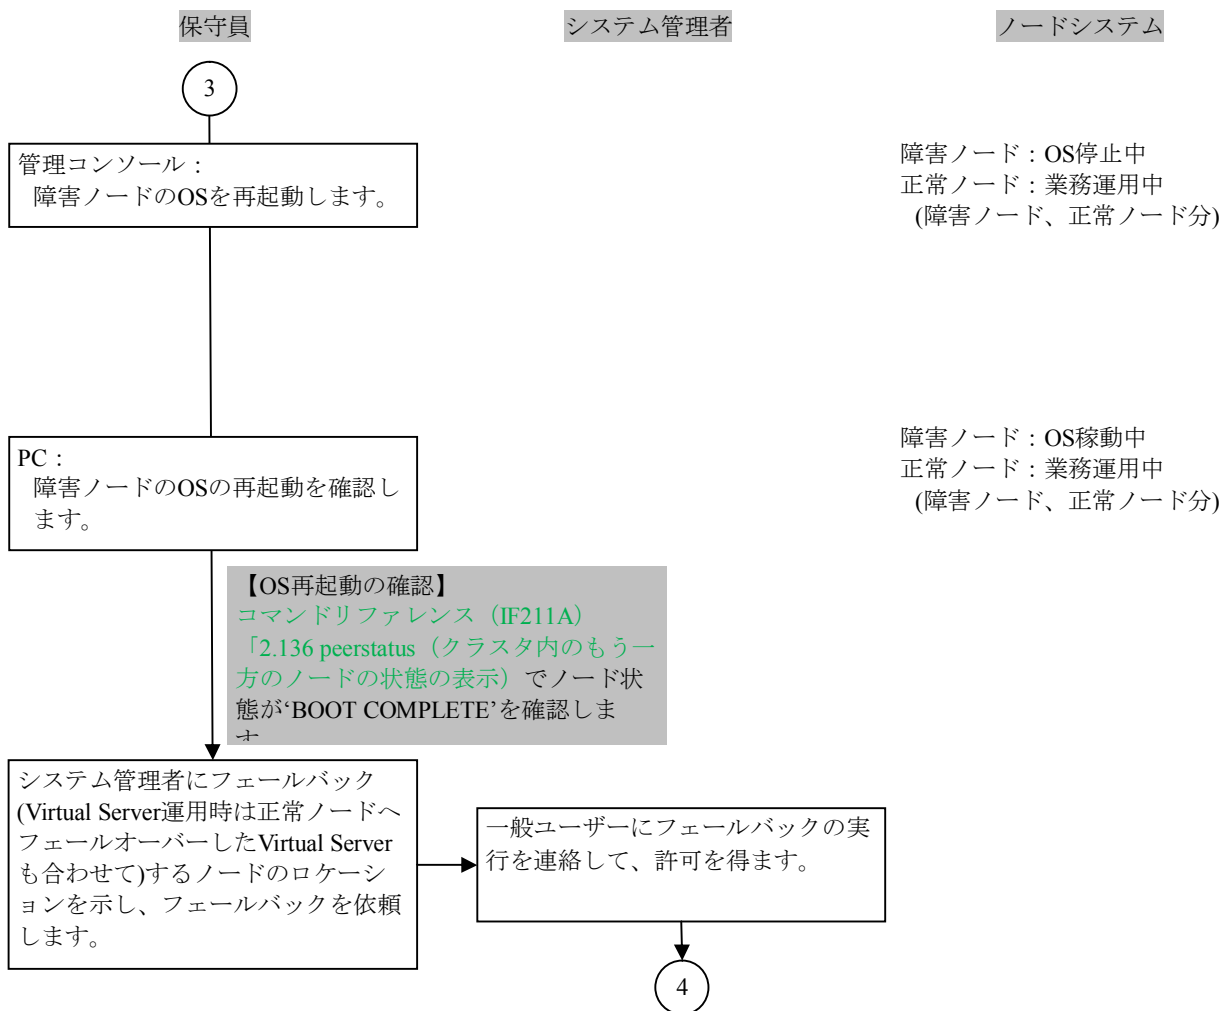 保守員
システム管理者
ノードシステム
3
管理コンソール：
障害ノードのOSを再起動します。
障害ノード：OS停止中
正常ノード：業務運用中
(障害ノード、正常ノード分)
PC：
障害ノードのOSの再起動を確認し
ます。
障害ノード：OS稼動中
正常ノード：業務運用中
(障害ノード、正常ノード分)
【OS再起動の確認】
コマンドリファレンス（IF211A）
「2.136 peerstatus（クラスタ内のもう一
方のノードの状態の表示）でノード状
態が‘BOOT COMPLETE’を確認しま
す
システム管理者にフェールバック
(Virtual Server運用時は正常ノードへ
フェールオーバーしたVirtual Server
も合わせて)するノードのロケーシ
ョンを示し、フェールバックを依頼
します。
一般ユーザーにフェールバックの実
行を連絡して、許可を得ます。
4